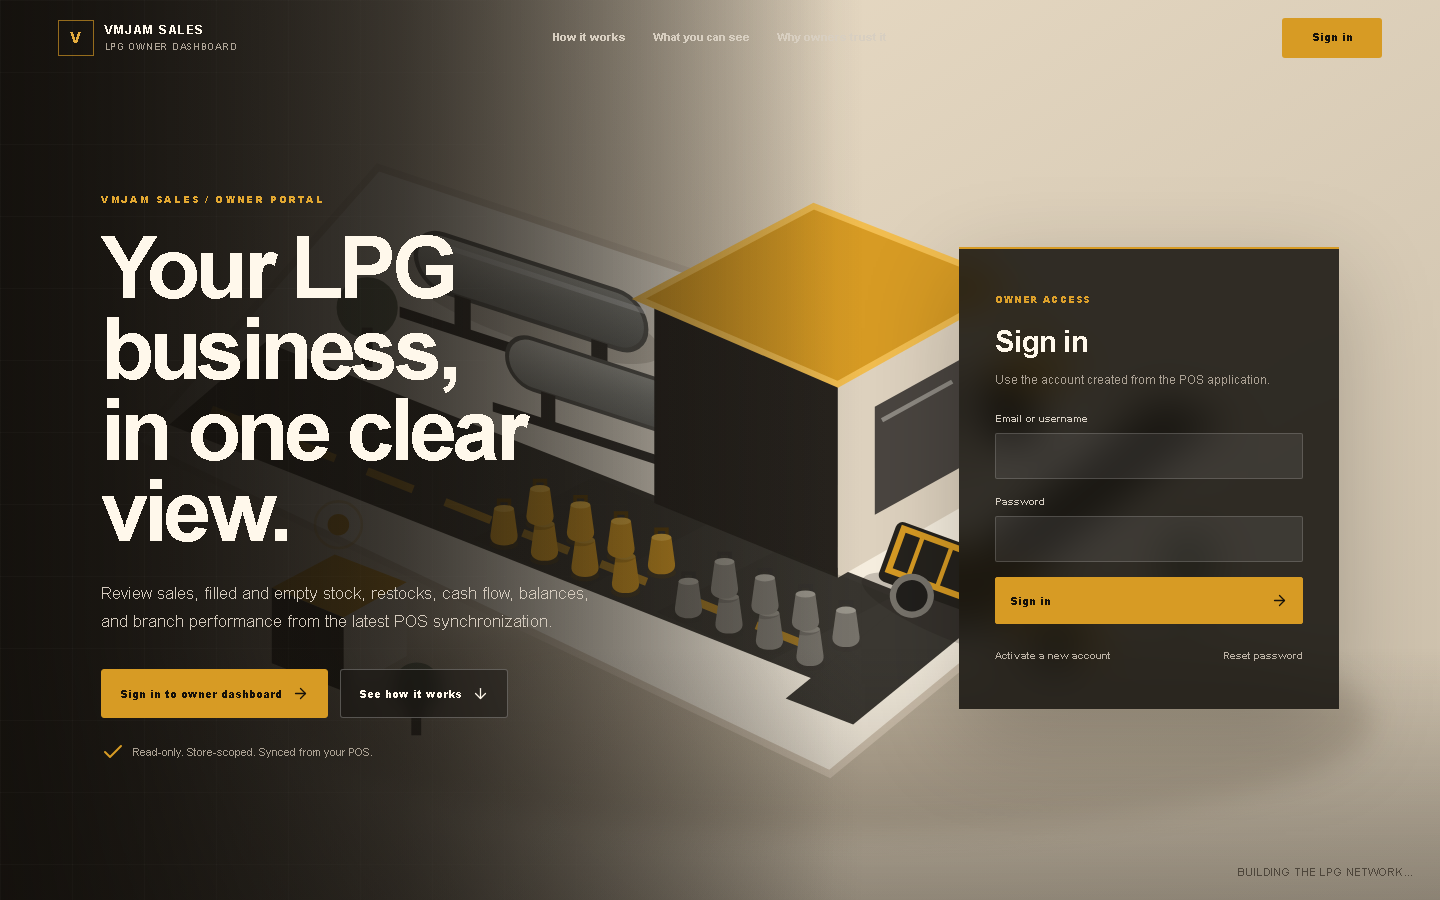 V
VMJAM SALES
LPG OWNER DASHBOARD
How it works
What you can see
Why owners trust it
Sign in
VMJAM SALES / OWNER PORTAL
Your LPG
business,
in one clear
view.
Review sales, filled and empty stock, restocks, cash flow, balances,
and branch performance from the latest POS synchronization.
Sign in to owner dashboard
See how it works
Read-only. Store-scoped. Synced from your POS.
OWNER ACCESS
Sign in
Use the account created from the POS application.
Email or username
Password
Sign in
Activate a new account
Reset password
BUILDING THE LPG NETWORK...